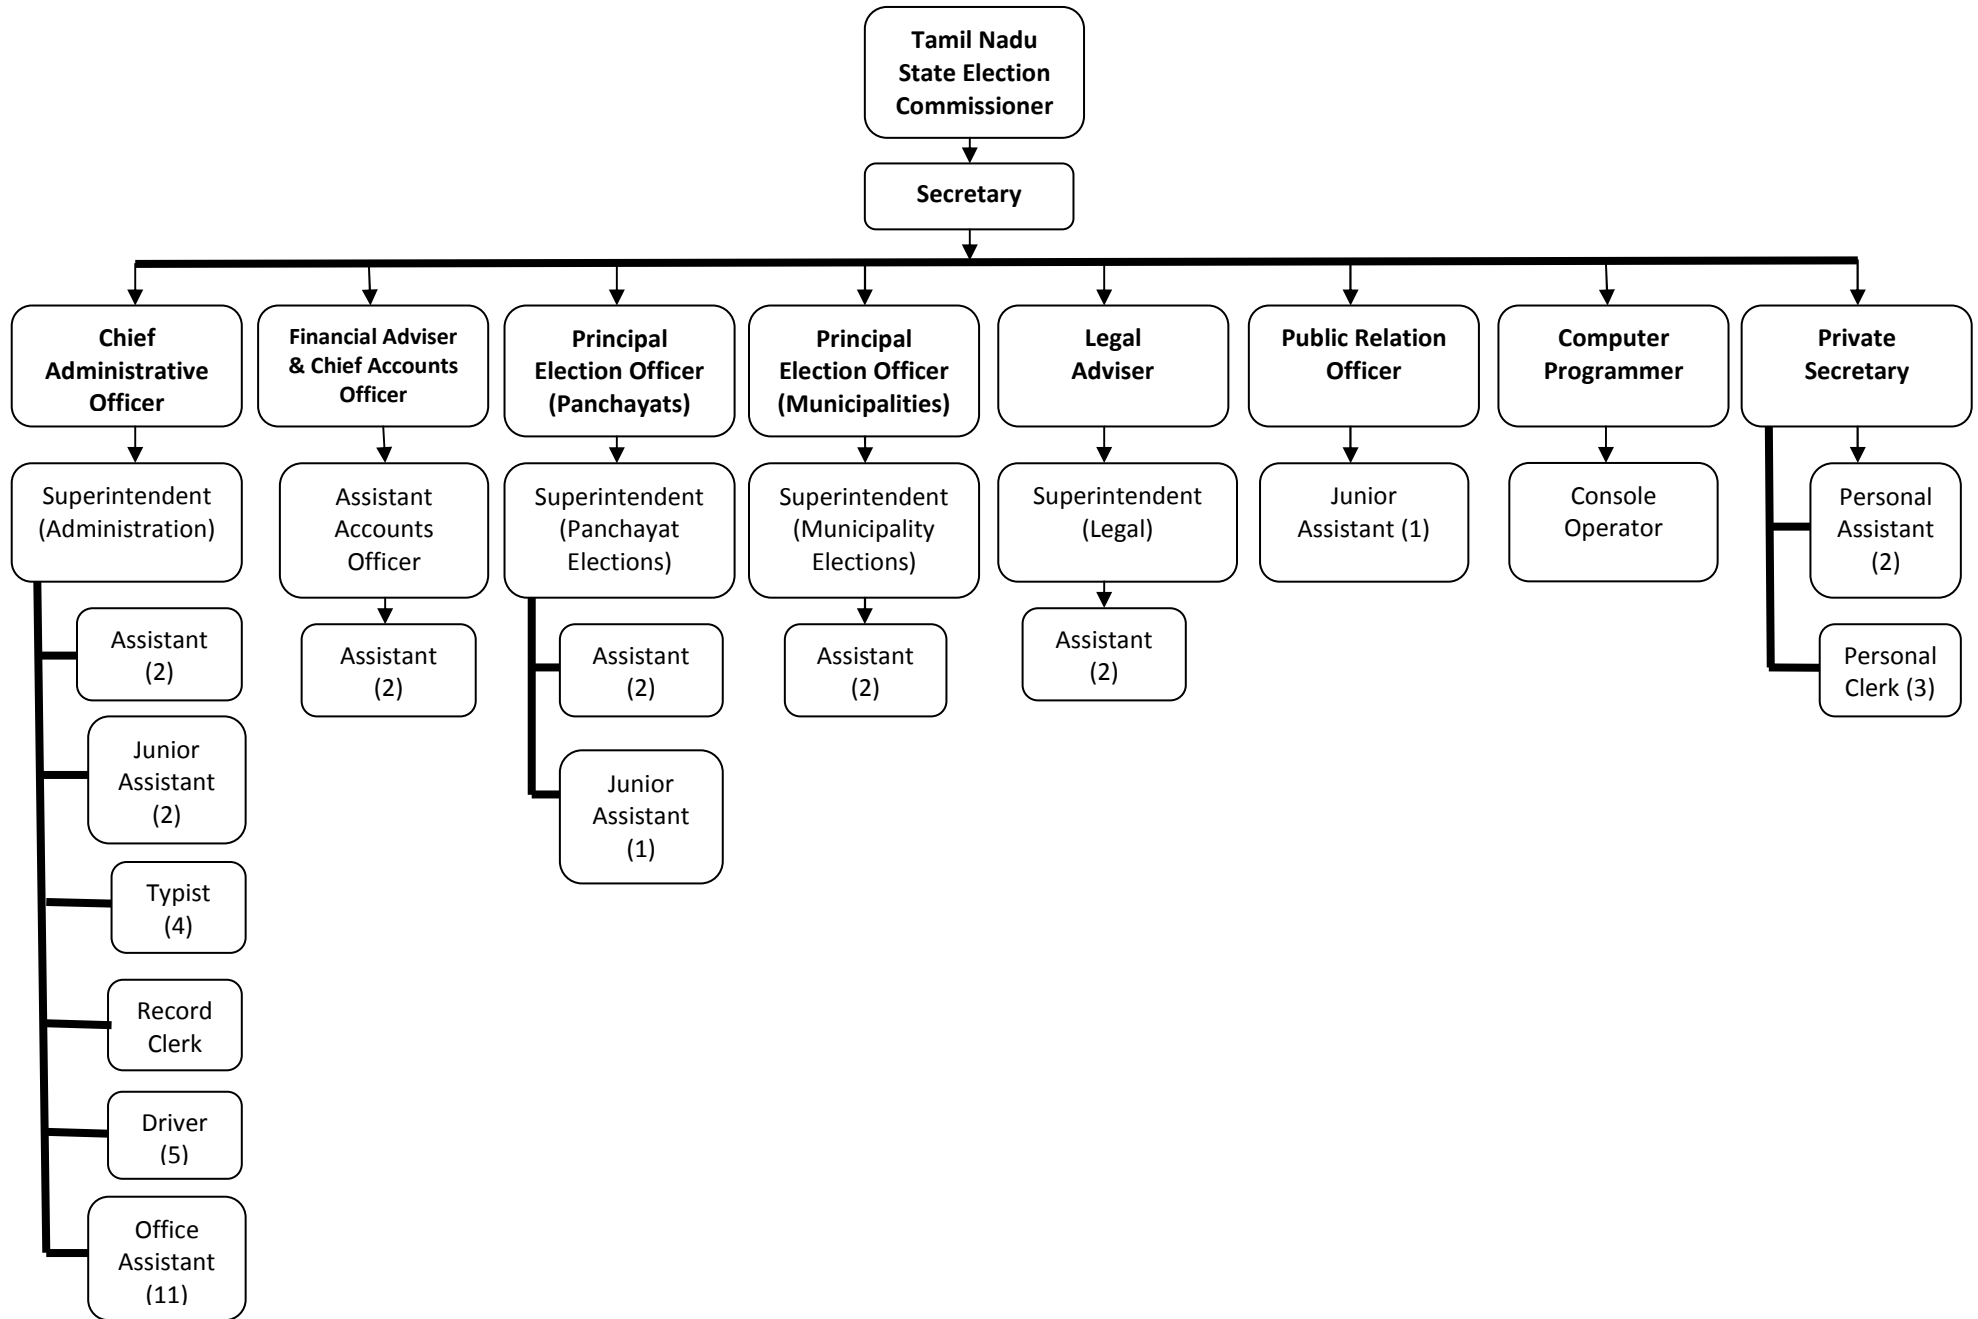 Tamil Nadu
State Election
Commissioner
Secretary
Chief
Administrative
Officer
Financial Adviser
& Chief Accounts
Officer
Principal
Election Officer
(Panchayats)
Principal
Election Officer
(Municipalities)
Legal
Adviser
Public Relation
Officer
Computer
Programmer
Private
Secretary
Superintendent
(Administration)
Assistant
Accounts
Officer
Superintendent
(Panchayat
Elections)
Superintendent
(Municipality
Elections)
Superintendent
(Legal)
Junior
Assistant (1)
Console
Operator
Personal
Assistant
(2)
Assistant
(2)
Assistant
(2)
Assistant
(2)
Assistant
(2)
Assistant
(2)
Personal
Clerk (3)
Junior
Assistant
(2)
Junior
Assistant
(1)
Typist
(4)
Record
Clerk
Driver
(5)
Office
Assistant
(11)